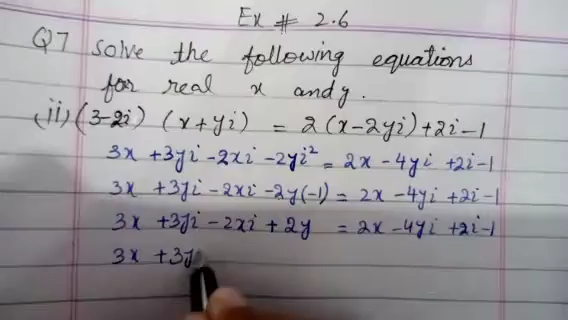 Ex # 2.6
Q7 Solve the following equations
for real x and y.
(ii) (3-2i) (x+yi) = 2(x-2yi)+2i-1
3x +3yi -2xi -2yi² = 2x -4yi +2i-1
3x +3yi -2xi -2y(-1) = 2x -4yi +2i-1
3x +3yi -2xi +2y = 2x -4yi +2i-1
3x +3y